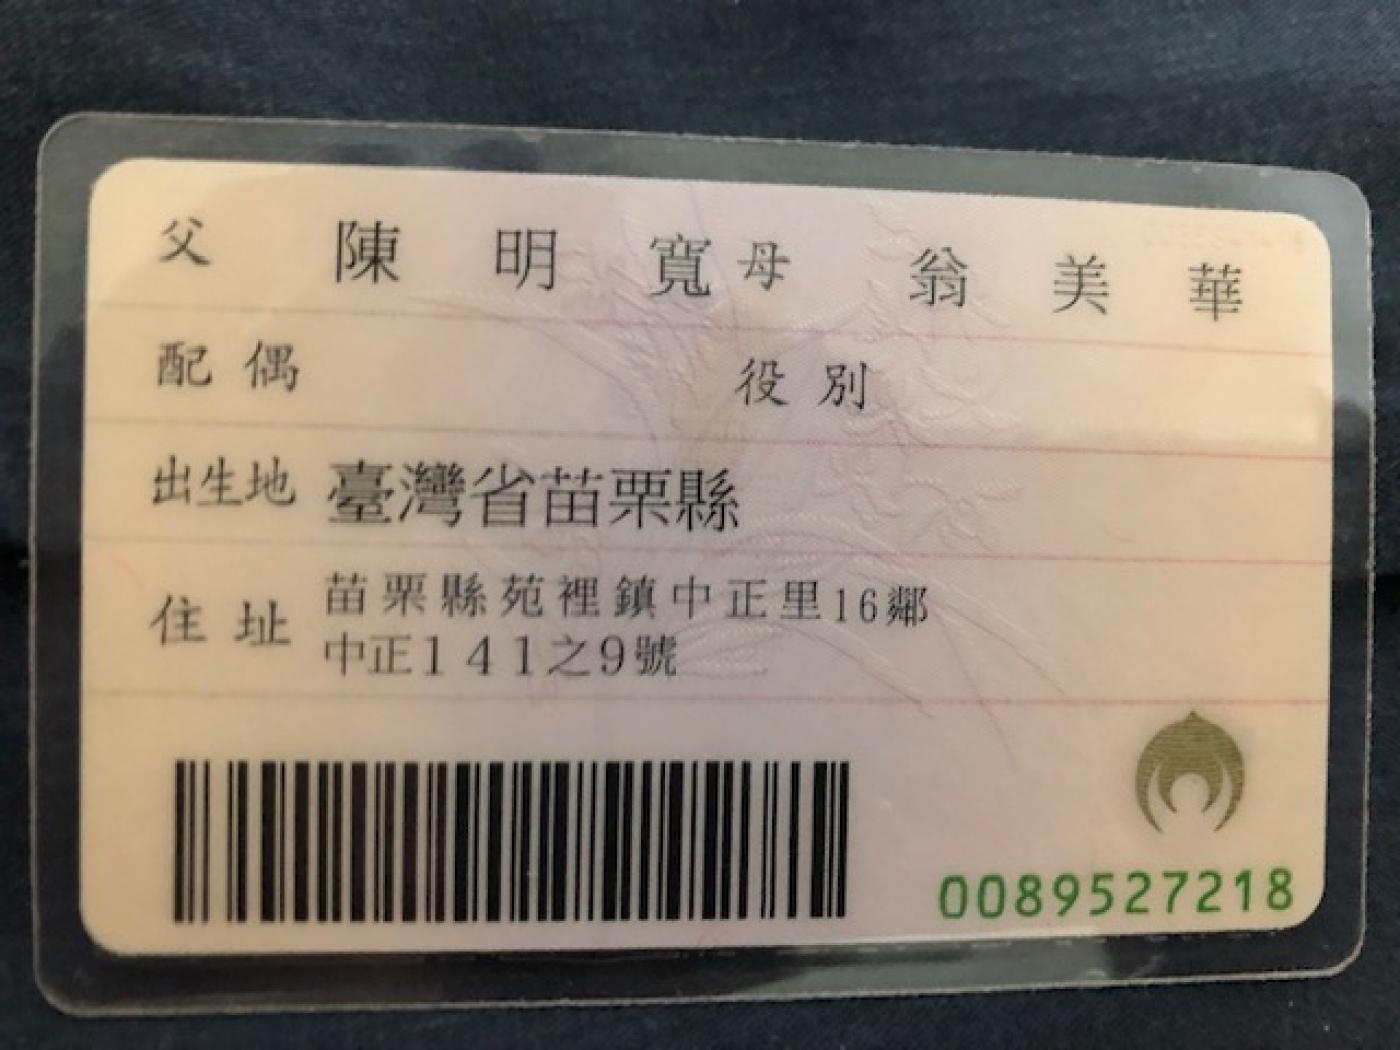 父 陳明寬 母 翁美華
配偶 役別
出生地 臺灣省苗栗縣
住址 苗栗縣苑裡鎮中正里16鄰
中正141之9號
0089527218